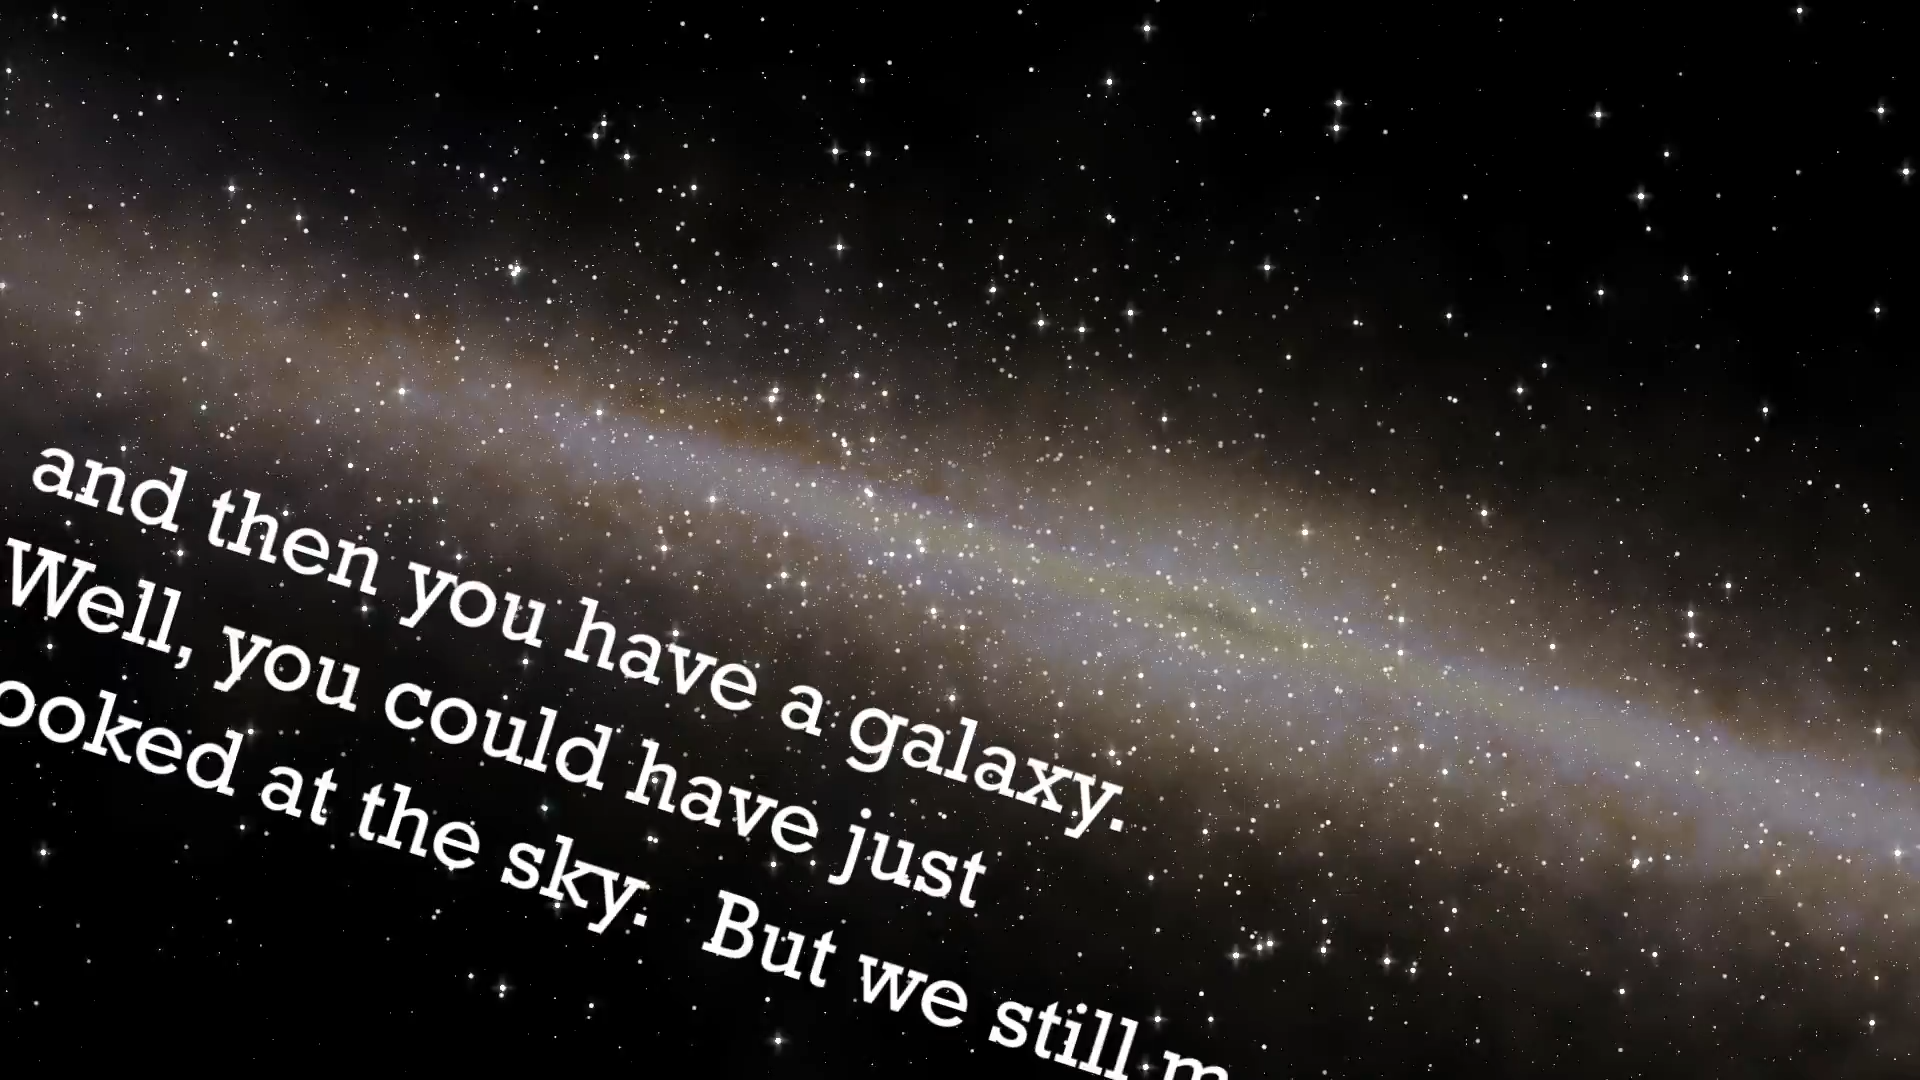 and then you have a galaxy.
Well, you could have just
ooked at the sky. But we still m